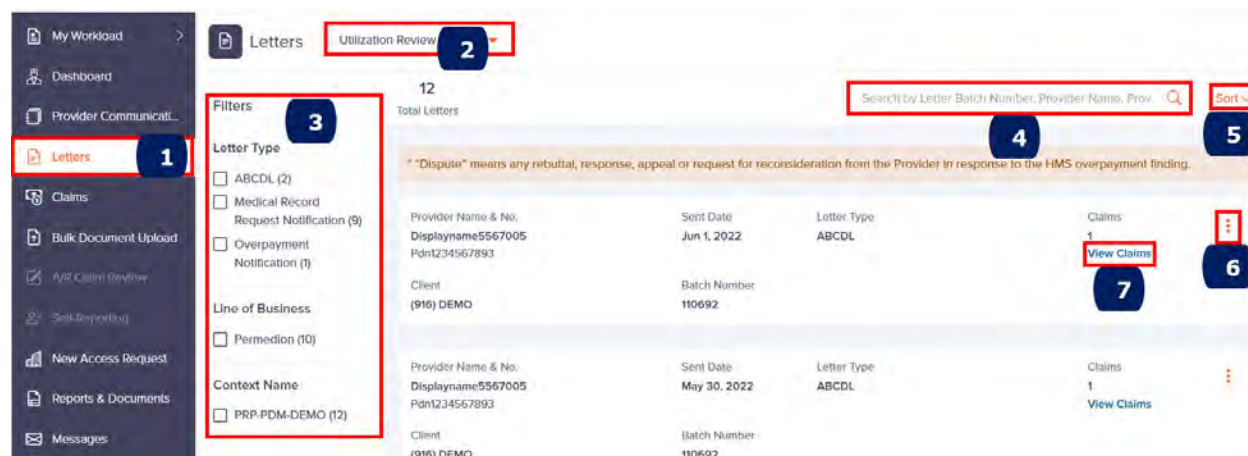 My Workload
Dashboard
Provider Communicati...
Letters
1
Claims
Bulk Document Upload
A/R Claim Review
Self-Reporting
New Access Request
Reports & Documents
Messages
Letters
Utilization Review
2
Filters
3
Letter Type
ABCDL (2)
Medical Record
Request Notification (9)
Overpayment
Notification (1)
Line of Business
Permedion (10)
Context Name
PRP-PDM-DEMO (12)
12
Total Letters
Search by Letter Batch Number, Provider Name, Prov.
4
Sort
5
* "Dispute" means any rebuttal, response, appeal or request for reconsideration from the Provider in response to the HMS overpayment finding.
Provider Name & No. Sent Date Letter Type Claims
Displayname5567005 Jun 1, 2022 ABCDL 1
Pdn1234567893 View Claims
6
7
Client Batch Number
(916) DEMO 110692
Provider Name & No. Sent Date Letter Type Claims
Displayname5567005 May 30, 2022 ABCDL 1
Pdn1234567893 View Claims
Client Batch Number
(916) DEMO 110692